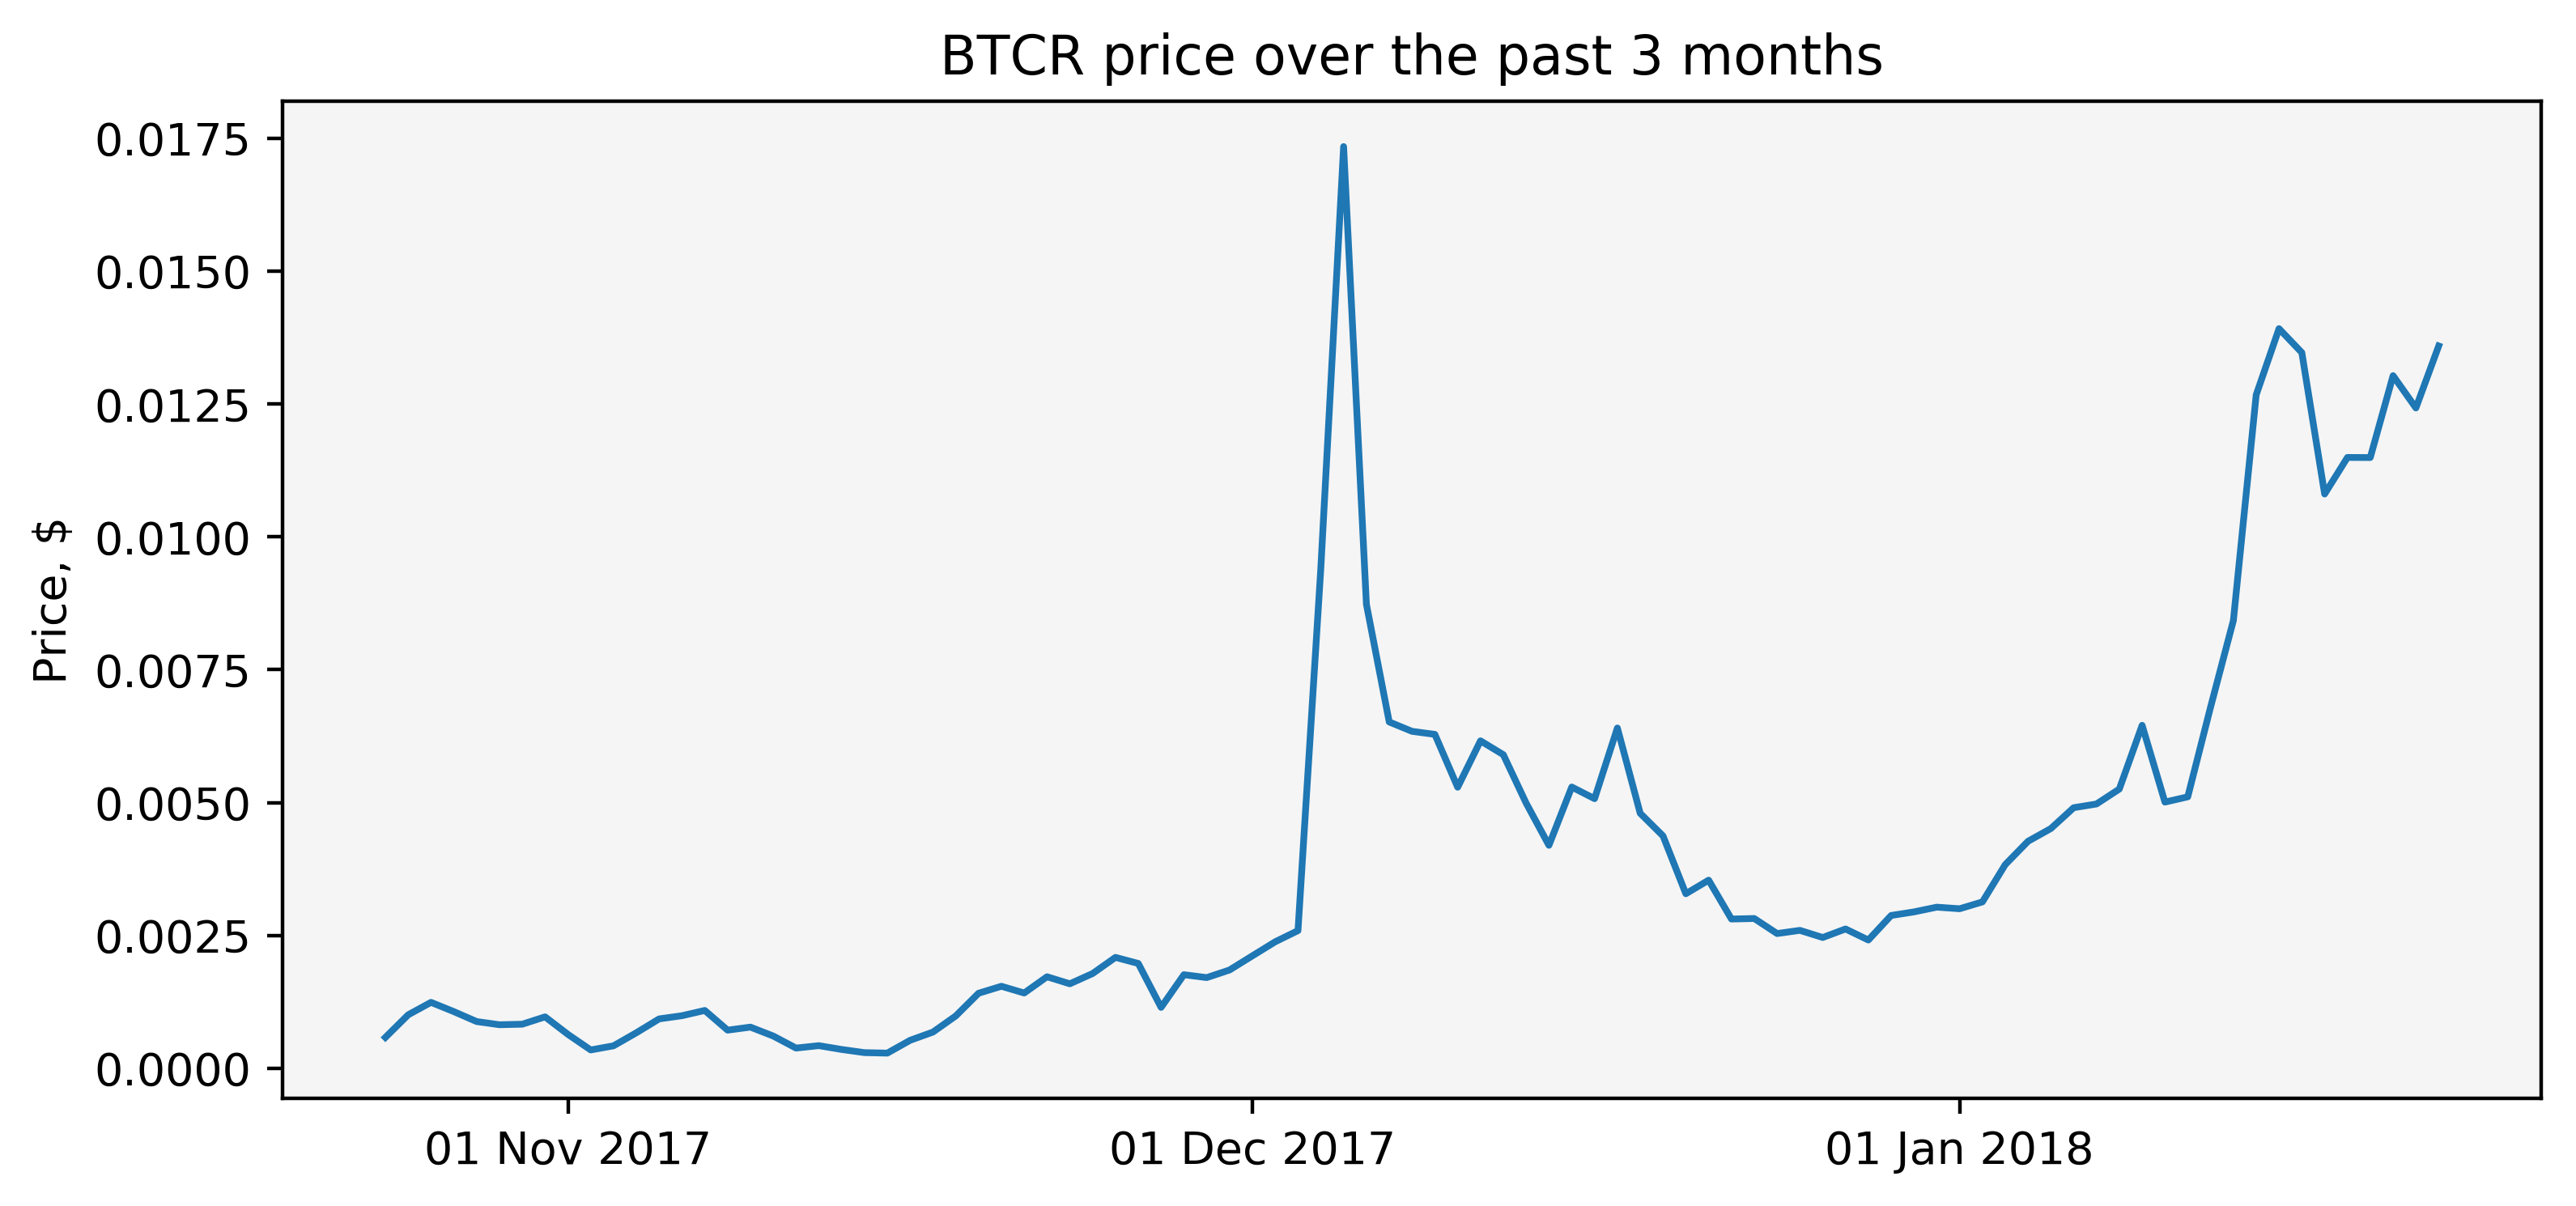 BTCR price over the past 3 months
Price, $
0.0175
0.0150
0.0125
0.0100
0.0075
0.0050
0.0025
0.0000
01 Nov 2017
01 Dec 2017
01 Jan 2018